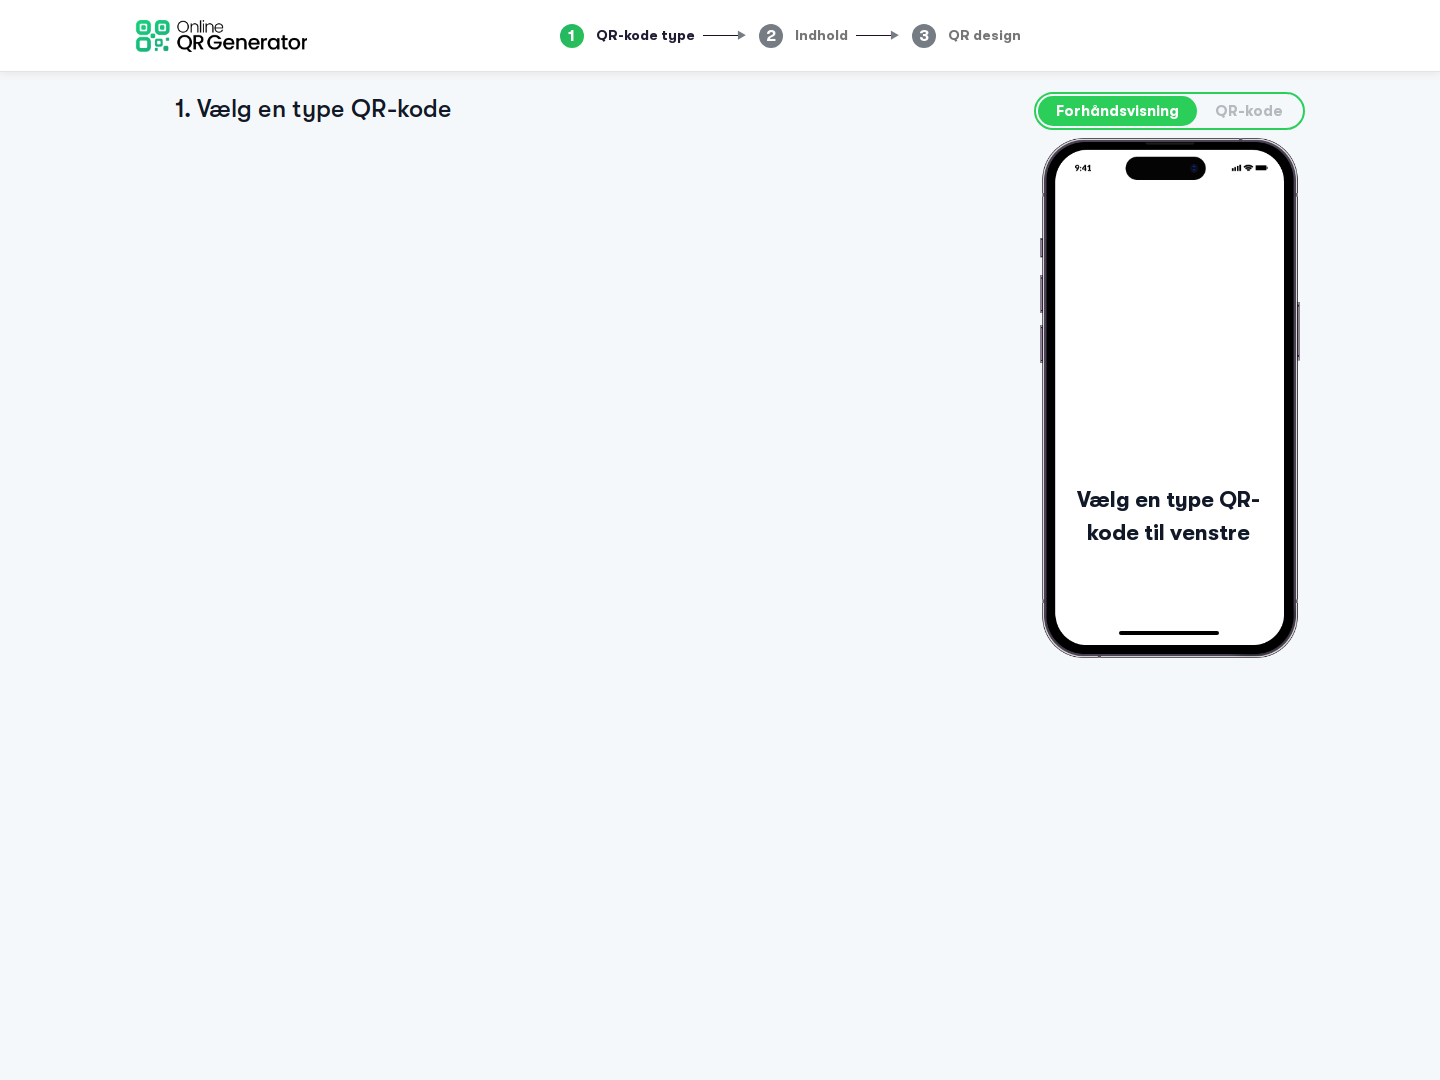 Online
QR Generator
1 QR-kode type 2 Indhold 3 QR design
1. Vælg en type QR-kode
Forhåndsvisning QR-kode
9:41
Vælg en type QR-
kode til venstre